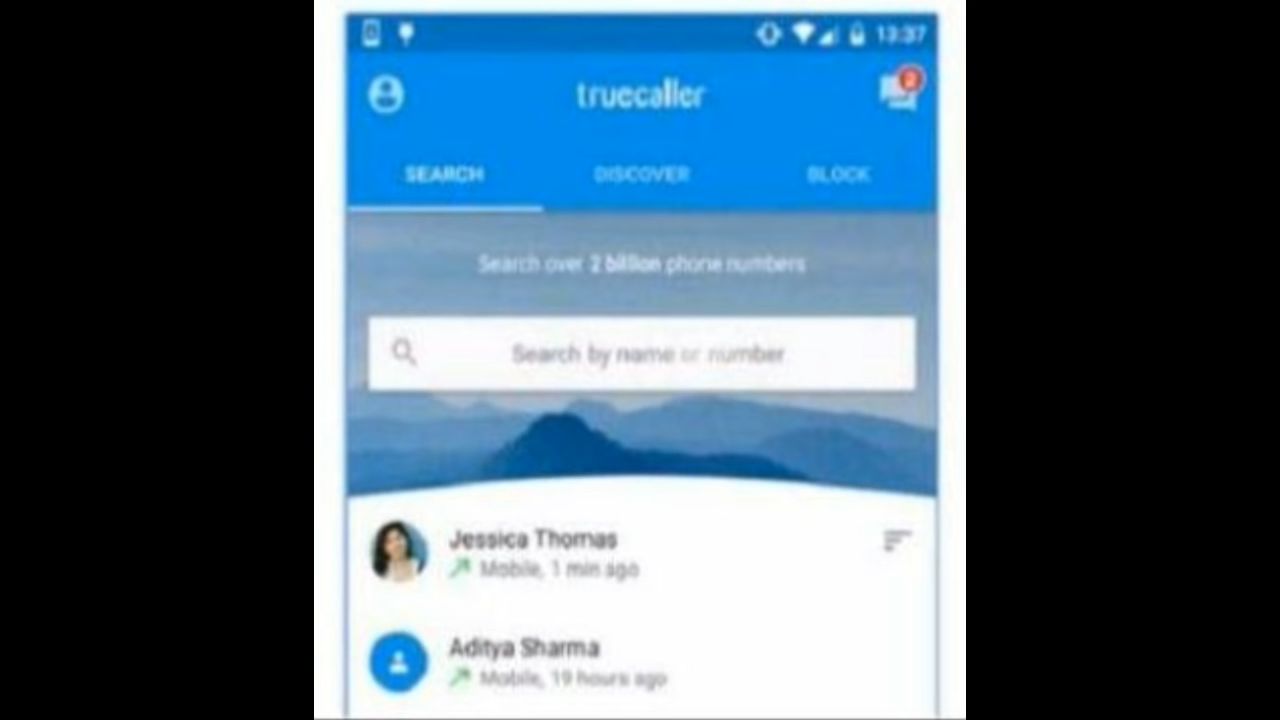 13:37
truecaller
2
SEARCH DISCOVER BLOCK
Search over 2 billion phone numbers
Search by name or number
Jessica Thomas
Mobile, 1 min ago
Aditya Sharma
Mobile, 19 hours ago